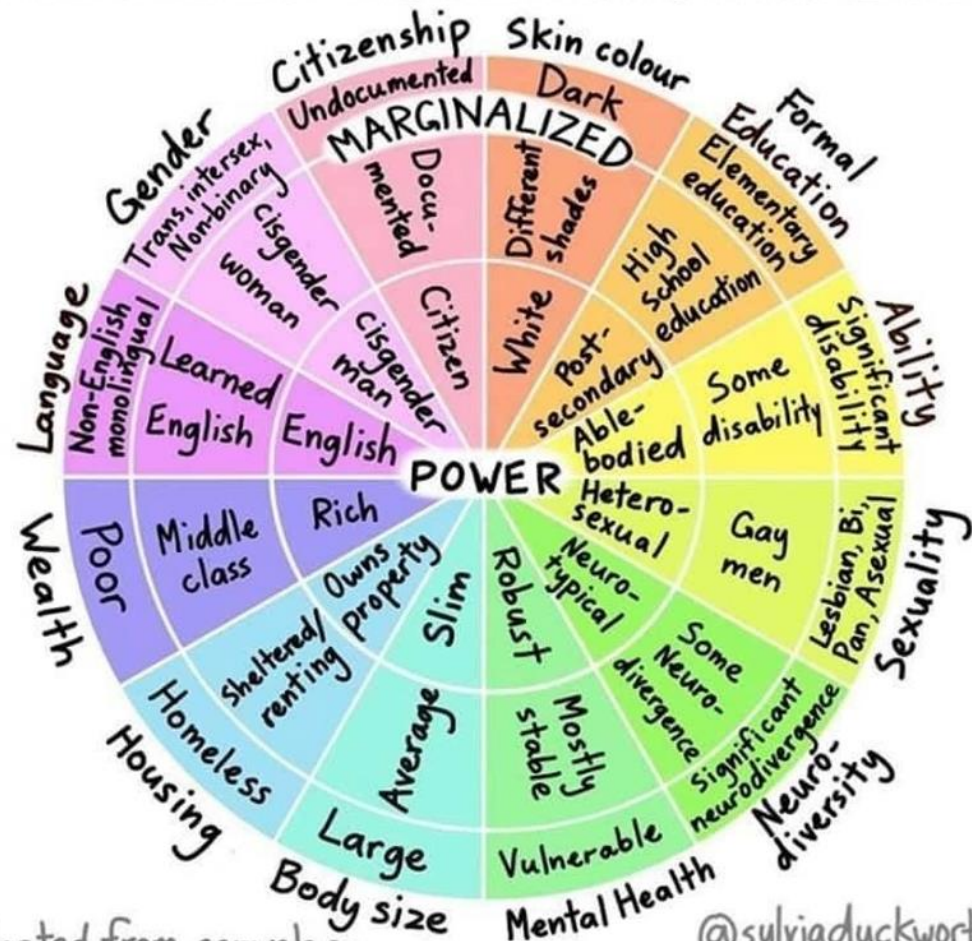 Citizenship
Undocumented
Docu-
mented
Citizen
Skin colour
Dark
Different
shades
White
Formal
Education
Elementary
education
High
school
education
Post-
secondary
Ability
Significant
disability
Some
disability
Able-
bodied
Sexuality
Lesbian, Bi,
Pan, Asexual
Gay
men
Hetero-
sexual
Neuro-
diversity
Significant
neurodivergence
Some
Neuro-
divergence
Neuro-
typical
Mental Health
Vulnerable
Mostly
stable
Robust
Body size
Large
Average
Slim
Housing
Homeless
Sheltered/
renting
Owns
property
Wealth
Poor
Middle
class
Rich
Language
Non-English
monolingual
Learned
English
English
Gender
Trans, intersex,
Non-binary
Cisgender
woman
Cisgender
man
MARGINALIZED
POWER
from
@sylviaduckwort